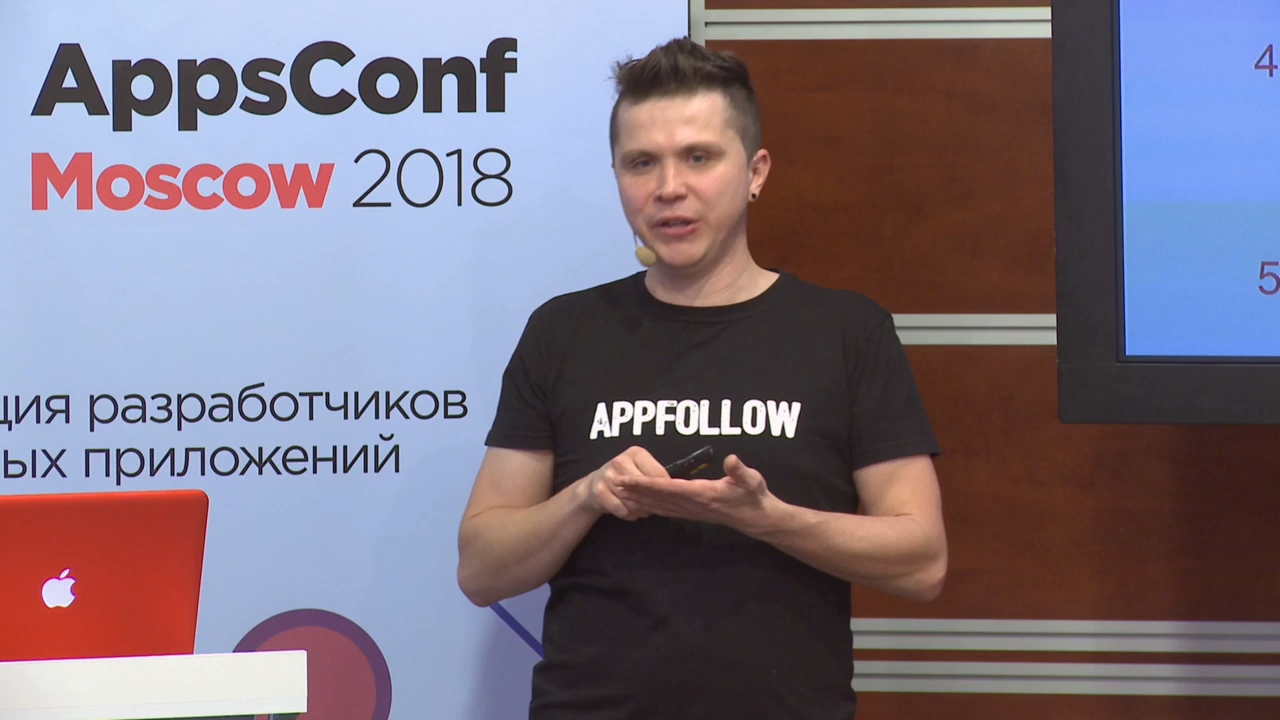 AppsConf
Moscow 2018
ция разработчиков
ых приложений
APPFOLLOW
4
5